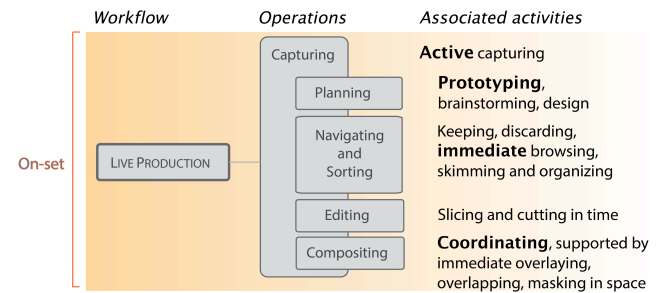 Workflow
Operations
Associated activities
On-set
LIVE PRODUCTION
Capturing
Active capturing
Planning
Prototyping,
brainstorming, design
Navigating
and
Sorting
Keeping, discarding,
immediate browsing,
skimming and organizing
Editing
Slicing and cutting in time
Compositing
Coordinating, supported by
immediate overlaying,
overlapping, masking in space